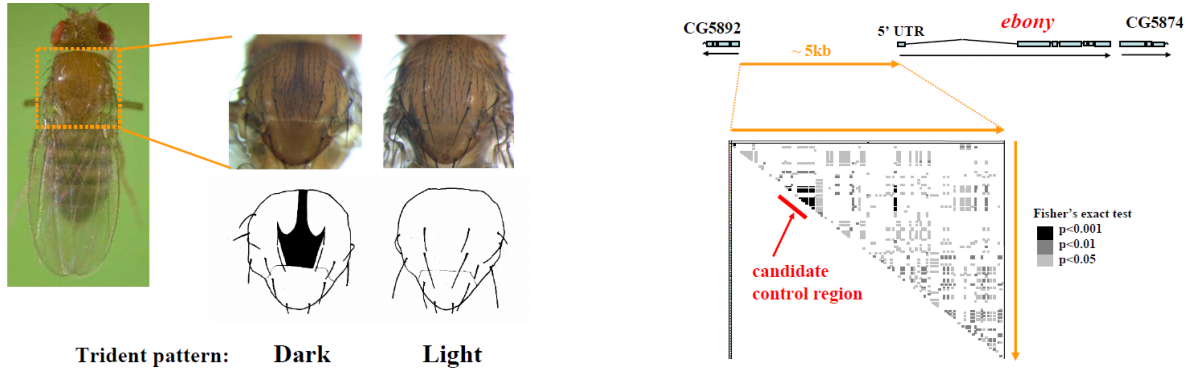 CG5892
5' UTR
ebony
CG5874
~ 5kb
Fisher's exact test
p<0.001
p<0.01
p<0.05
candidate
control region
Trident pattern: Dark Light